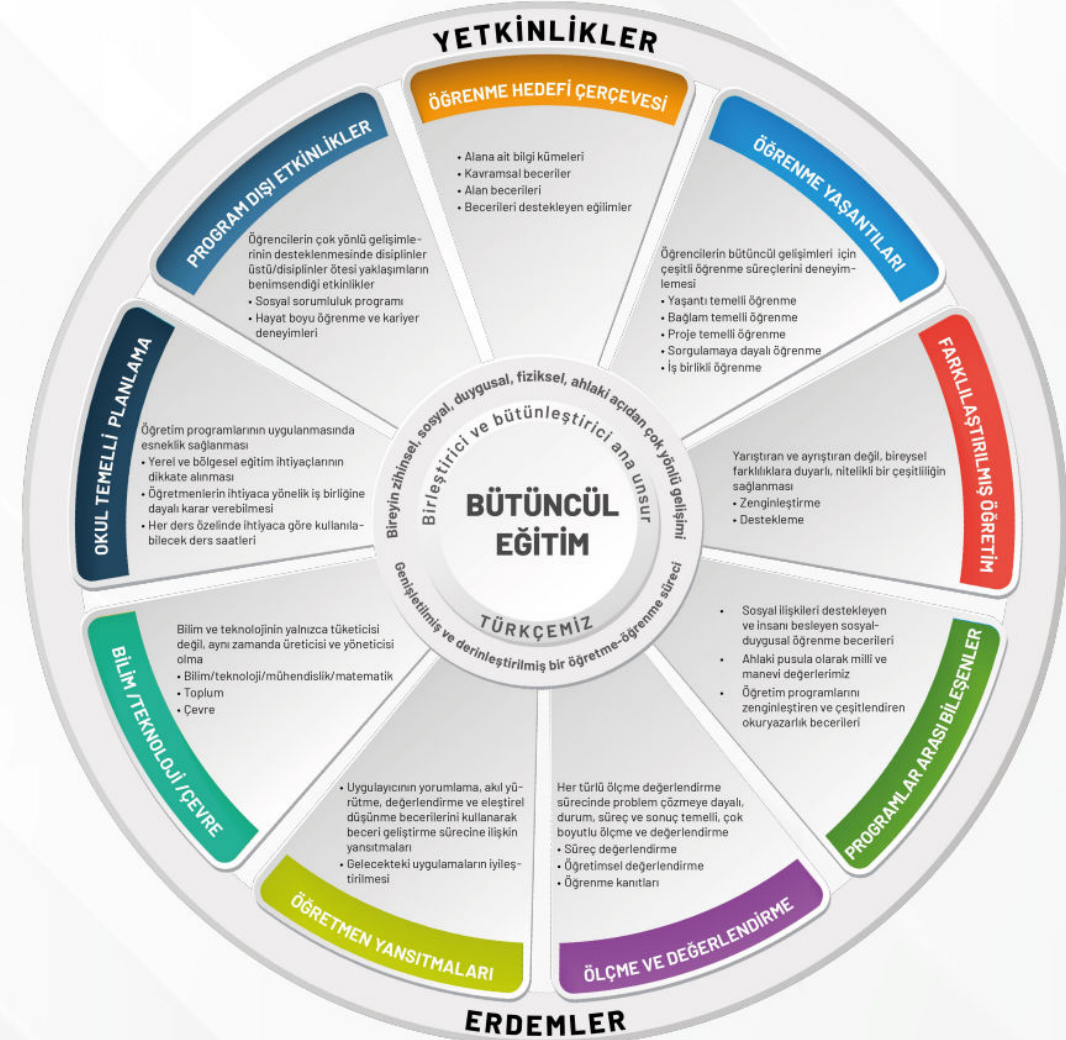 YETKİNLİKLER
ÖĞRENME HEDEFİ ÇERÇEVESİ
• Alana ait bilgi kümeleri
• Kavramsal beceriler
• Alan becerileri
• Becerileri destekleyen eğilimler
ÖĞRENME YAŞANTILARI
Öğrencilerin bütüncül gelişimleri için
çeşitli öğrenme süreçlerini deneyim-
lemesi
• Yaşantı temelli öğrenme
• Bağlam temelli öğrenme
• Proje temelli öğrenme
• Sorgulamaya dayalı öğrenme
• İş birlikli öğrenme
FARKLILAŞTIRILMIŞ ÖĞRETİM
Yarıştıran ve ayrıştıran değil, bireysel
farklılıklara duyarlı, nitelikli bir çeşitliliğin
sağlanması
• Zenginleştirme
• Destekleme
PROGRAMLAR ARASI BİLEŞENLER
• Sosyal ilişkileri destekleyen
ve insanı besleyen sosyal-
duygusal öğrenme becerileri
• Ahlaki pusula olarak millî ve
manevi değerlerimiz
• Öğretim programlarını
zenginleştiren ve çeşitlendiren
okuryazarlık becerileri
ÖLÇME VE DEĞERLENDİRME
Her türlü ölçme değerlendirme
sürecinde problem çözmeye dayalı,
durum, süreç ve sonuç temelli, çok
boyutlu ölçme ve değerlendirme
• Süreç değerlendirme
• Öğretimsel değerlendirme
• Öğrenme kanıtları
ÖĞRETMEN YANSITMALARI
• Uygulayıcının yorumlama, akıl yü-
rütme, değerlendirme ve eleştirel
düşünme becerilerini kullanarak
beceri geliştirme sürecine ilişkin
yansıtmaları
• Gelecekteki uygulamaların iyileş-
tirilmesi
BİLİM /TEKNOLOJİ /ÇEVRE
Bilim ve teknolojinin yalnızca tüketicisi
değil, aynı zamanda üreticisi ve yöneticisi
olma
• Bilim/teknoloji/mühendislik/matematik
• Toplum
• Çevre
OKUL TEMELLİ PLANLAMA
Öğretim programlarının uygulanmasında
esneklik sağlanması
• Yerel ve bölgesel eğitim ihtiyaçlarının
dikkate alınması
• Öğretmenlerin ihtiyaca yönelik iş birliğine
dayalı karar verebilmesi
• Her ders özelinde ihtiyaca göre kullanıla-
bilecek ders saatleri
PROGRAM DIŞI ETKİNLİKLER
Öğrencilerin çok yönlü gelişimle-
rinin desteklenmesinde disiplinler
üstü/disiplinler ötesi yaklaşımların
benimsendiği etkinlikler
• Sosyal sorumluluk programı
• Hayat boyu öğrenme ve kariyer
deneyimleri
Bireyin zihinsel, sosyal, duygusal, fiziksel, ahlaki açıdan çok yönlü gelişimi
Birleştirici ve bütünleştirici ana unsur
BÜTÜNCÜL
EĞİTİM
TÜRKÇEMİZ
Genişletilmiş ve derinleştirilmiş bir öğretme-öğrenme süreci
ERDEMLER